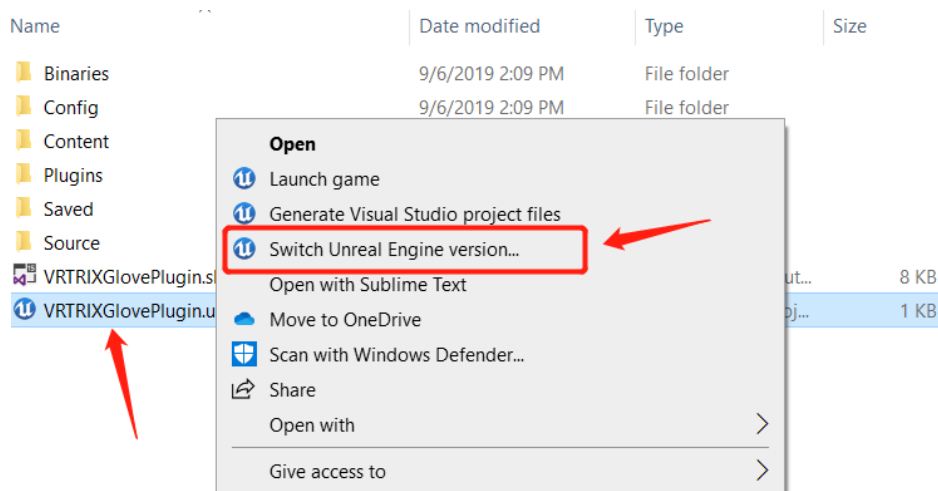 Name Date modified Type Size
Binaries 9/6/2019 2:09 PM File folder
Config 9/6/2019 2:09 PM File folder
Content
Plugins
Saved
Source
VRTRIXGlovePlugin.sl ut... 8 KB
VRTRIXGlovePlugin.u oj... 1 KB
Open
Launch game
Generate Visual Studio project files
Switch Unreal Engine version...
Open with Sublime Text
Move to OneDrive
Scan with Windows Defender...
Share
Open with
Give access to